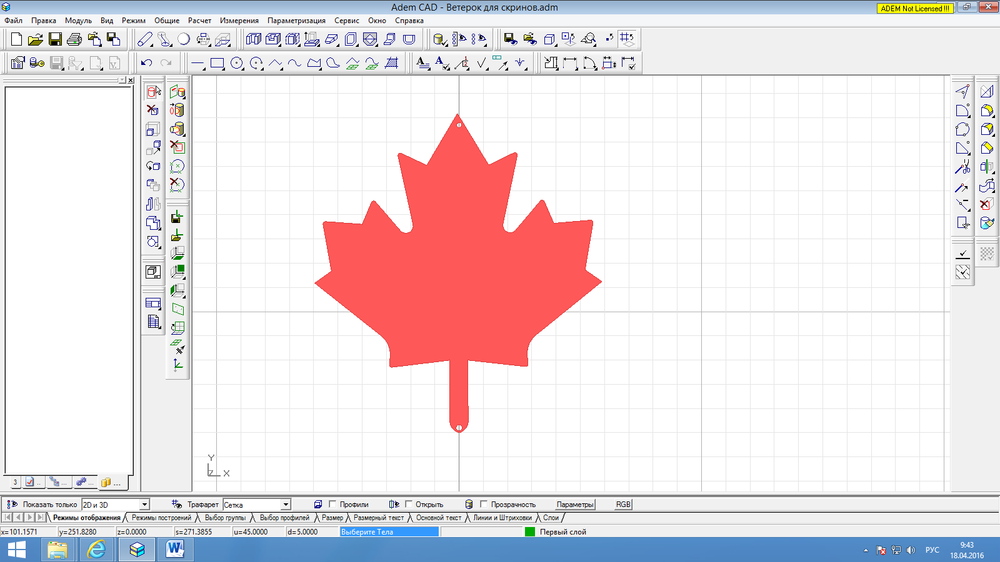 Adem CAD - Ветерок для скринов.adm
ADEM Not Licensed !!!
Файл Правка Модуль Вид Режим Общие Расчет Измерения Параметризация Сервис Окно Справка
Y
Z X
3 .. ... ... ...
Показать только 2D и 3D Трафарет Сетка Профили Открыть Прозрачность Параметры RGB
Режимы отображения Режимы построений Выбор группы Выбор профилей Размер Размерный текст Основной текст Линии и Штриховки Слои
x=101.1571 y=251.8280 z=0.0000 s=271.3855 u=45.0000 d=5.0000 Выберите Тела Первый слой
РУС 9:43
18.04.2016